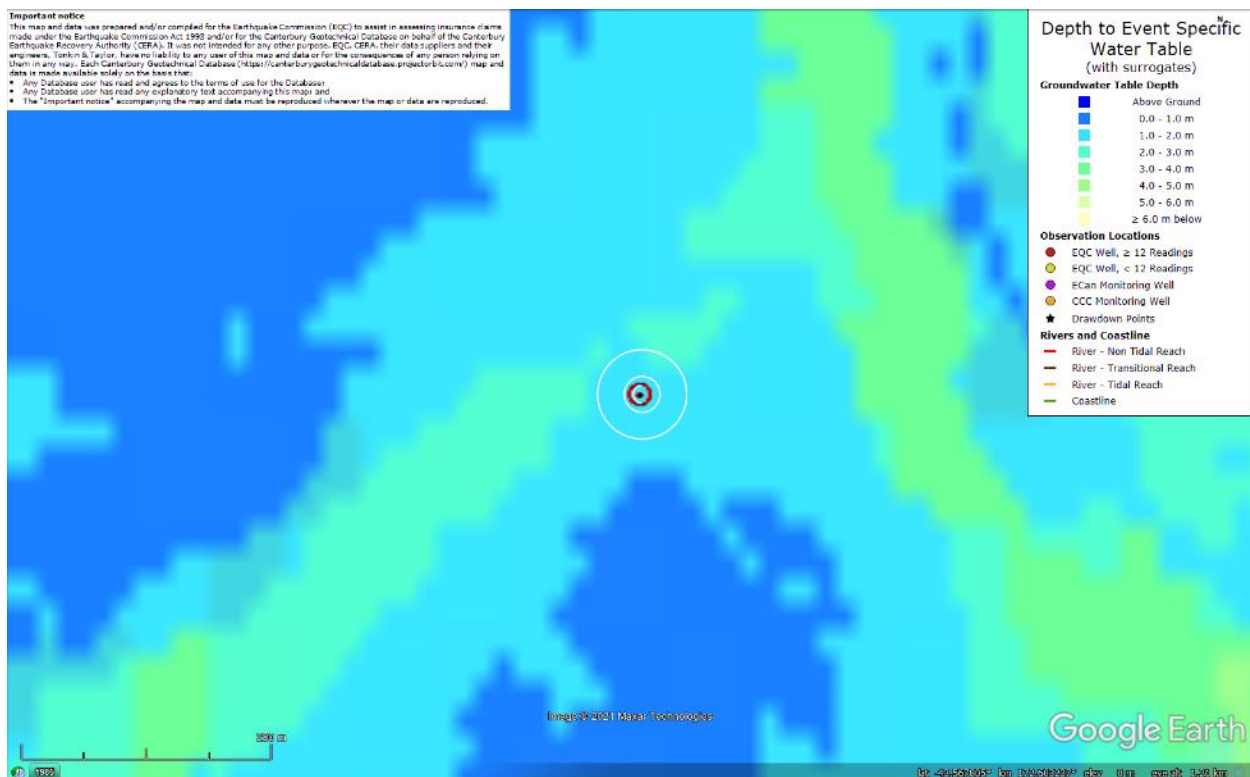 Important notice
This map and data was prepared and/or compiled for the Earthquake Commission (EQC) to assist in assessing insurance claims
made under the Earthquake Commission Act 1993 and/or for the Canterbury Geotechnical Database on behalf of the Canterbury
Earthquake Recovery Authority (CERA). It was not intended for any other purpose. EQC, CERA, their data suppliers and their
engineers, Tonkin & Taylor, have no liability to any user of this map and data or for the consequences of any person relying on
them in any way. Each Canterbury Geotechnical Database (https://canterburygeotechnicaldatabase.projectorbit.com/) map and
data is made available solely on the basis that:
• Any Database user has read and agrees to the terms of use for the Database;
• Any Database user has read any explanatory text accompanying this map; and
• The "Important notice" accompanying the map and data must be reproduced wherever the map or data are reproduced.
N
Depth to Event Specific
Water Table
(with surrogates)
Groundwater Table Depth
Above Ground
0.0 - 1.0 m
1.0 - 2.0 m
2.0 - 3.0 m
3.0 - 4.0 m
4.0 - 5.0 m
5.0 - 6.0 m
≥ 6.0 m below
Observation Locations
EQC Well, ≥ 12 Readings
EQC Well, < 12 Readings
ECan Monitoring Well
CCC Monitoring Well
Drawdown Points
Rivers and Coastline
River - Non Tidal Reach
River - Transitional Reach
River - Tidal Reach
Coastline
Image © 2021 Maxar Technologies
Google Earth
1985